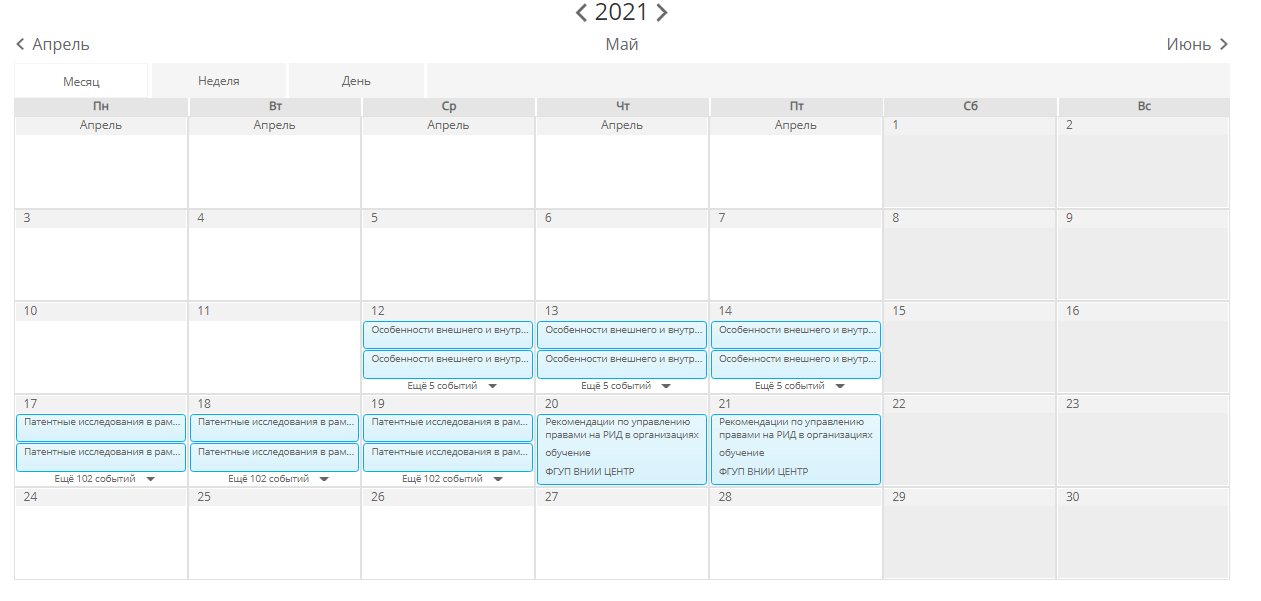 2021
Апрель Май Июнь
Месяц Неделя День
Пн Вт Ср Чт Пт Сб Вс
Апрель Апрель Апрель Апрель Апрель 1 2
3 4 5 6 7 8 9
10 11 12 13 14 15 16
Особенности внешнего и внутр... Особенности внешнего и внутр... Особенности внешнего и внутр...
Особенности внешнего и внутр... Особенности внешнего и внутр... Особенности внешнего и внутр...
Ещё 5 событий Ещё 5 событий Ещё 5 событий
17 18 19 20 21 22 23
Патентные исследования в рам... Патентные исследования в рам... Патентные исследования в рам... Рекомендации по управлению Рекомендации по управлению
правами на РИД в организациях правами на РИД в организациях
Патентные исследования в рам... Патентные исследования в рам... Патентные исследования в рам... обучение обучение
ФГУП ВНИИ ЦЕНТР ФГУП ВНИИ ЦЕНТР
Ещё 102 событий Ещё 102 событий Ещё 102 событий
24 25 26 27 28 29 30